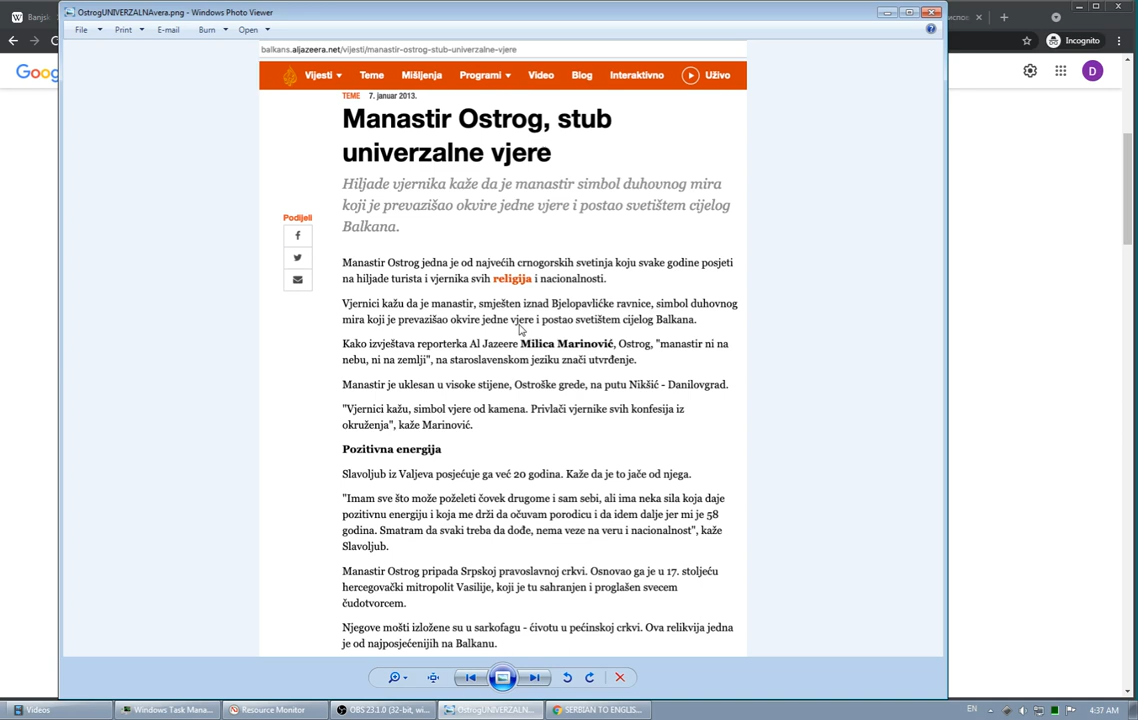 OstrogUNIVERZALNAvera.png - Windows Photo Viewer
File
Print
E-mail
Burn
Open
W
Banjsk
Goog
Incognito
D
balkans.aljazeera.net/vijesti/manastir-ostrog-stub-univerzalne-vjere
Vijesti
Teme
Mišljenja
Programi
Video
Blog
Interaktivno
Uživo
TEME 7. januar 2013.
Manastir Ostrog, stub
univerzalne vjere
Hiljade vjernika kaže da je manastir simbol duhovnog mira
koji je prevazišao okvire jedne vjere i postao svetištem cijelog
Balkana.
Podijeli
Manastir Ostrog jedna je od najvećih crnogorskih svetinja koju svake godine posjeti
na hiljade turista i vjernika svih religija i nacionalnosti.
Vjernici kažu da je manastir, smješten iznad Bjelopavličke ravnice, simbol duhovnog
mira koji je prevazišao okvire jedne vjere i postao svetištem cijelog Balkana.
Kako izvještava reporterka Al Jazeere Milica Marinović, Ostrog, "manastir ni na
nebu, ni na zemlji", na staroslavenskom jeziku znači utvrđenje.
Manastir je uklesan u visoke stijene, Ostroške grede, na putu Nikšić - Danilovgrad.
"Vjernici kažu, simbol vjere od kamena. Privlači vjernike svih konfesija iz
okruženja", kaže Marinović.
Pozitivna energija
Slavoljub iz Valjeva posjećuje ga već 20 godina. Kaže da je to jače od njega.
"Imam sve što može poželeti čovek drugome i sam sebi, ali ima neka sila koja daje
pozitivnu energiju i koja me drži da očuvam porodicu i da idem dalje jer mi je 58
godina. Smatram da svaki treba da dođe, nema veze na veru i nacionalnost", kaže
Slavoljub.
Manastir Ostrog pripada Srpskoj pravoslavnoj crkvi. Osnovao ga je u 17. stoljeću
hercegovački mitropolit Vasilije, koji je tu sahranjen i proglašen svecem
čudotvorcem.
Njegove mošti izložene su u sarkofagu - ćivotu u pećinskoj crkvi. Ova relikvija jedna
je od najposjećenijih na Balkanu.
Videos
Windows Task Mana...
Resource Monitor
OBS 23.1.0 (32-bit, wi...
OstrogUNIVERZALN...
SERBIAN TO ENGLIS...
EN
4:37 AM